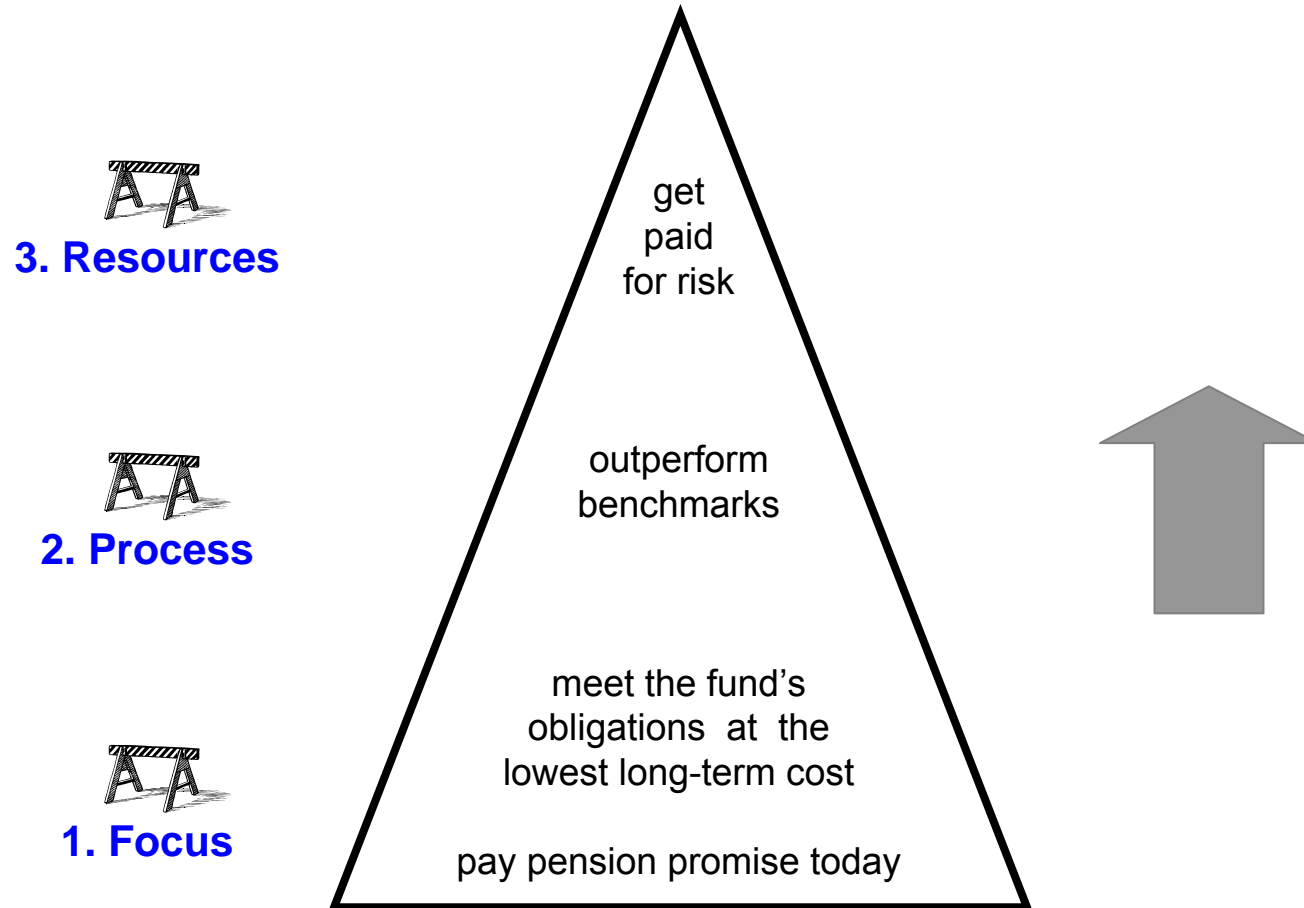 get
paid
for risk
3. Resources
outperform
benchmarks
2. Process
meet the fund’s
obligations at the
lowest long-term cost
1. Focus
pay pension promise today